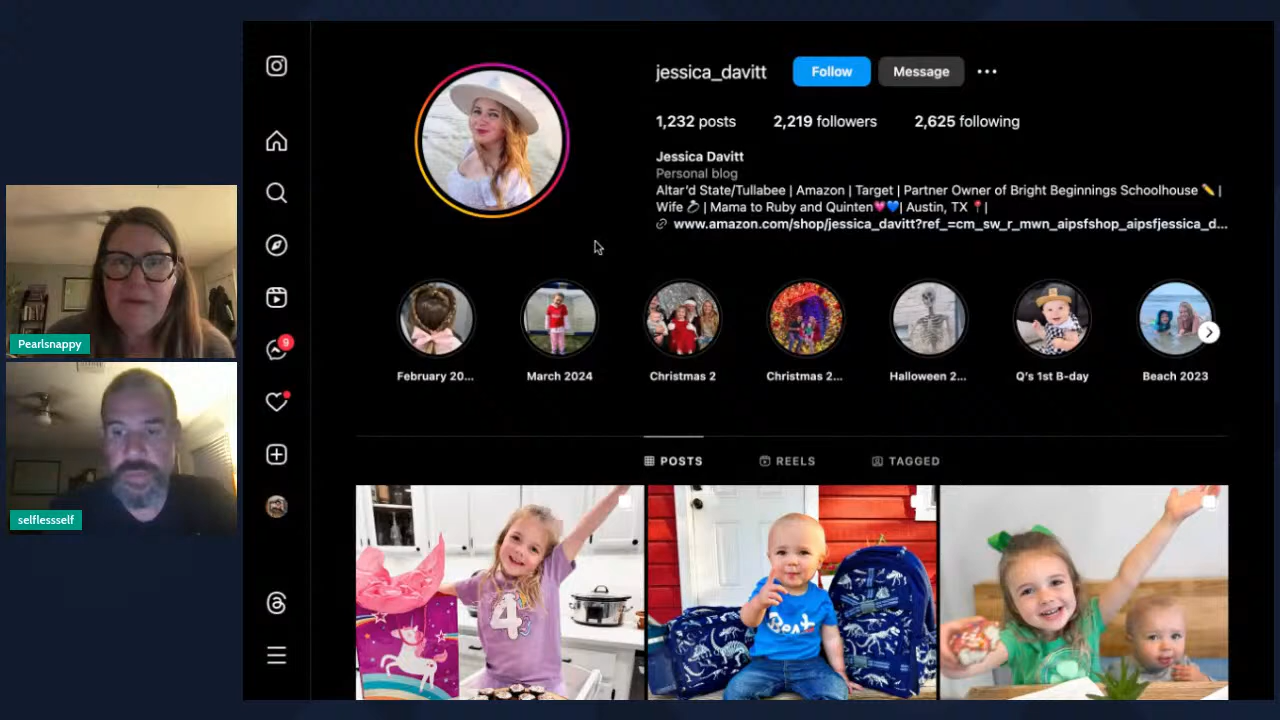 jessica_davitt
Follow
Message
1,232 posts
2,219 followers
2,625 following
Jessica Davitt
Personal blog
Altar'd State/Tullabee | Amazon | Target | Partner Owner of Bright Beginnings Schoolhouse ✏️ |
Wife 💍 | Mama to Ruby and Quinten💗💙| Austin, TX 📍|
www.amazon.com/shop/jessica_davitt?ref_=cm_sw_r_mwn_aipsfshop_aipsfjessica_d...
9
Pearlsnappy
selflessself
February 20...
March 2024
Christmas 2
Christmas 2...
Halloween 2...
Q's 1st B-day
Beach 2023
POSTS
REELS
TAGGED
4